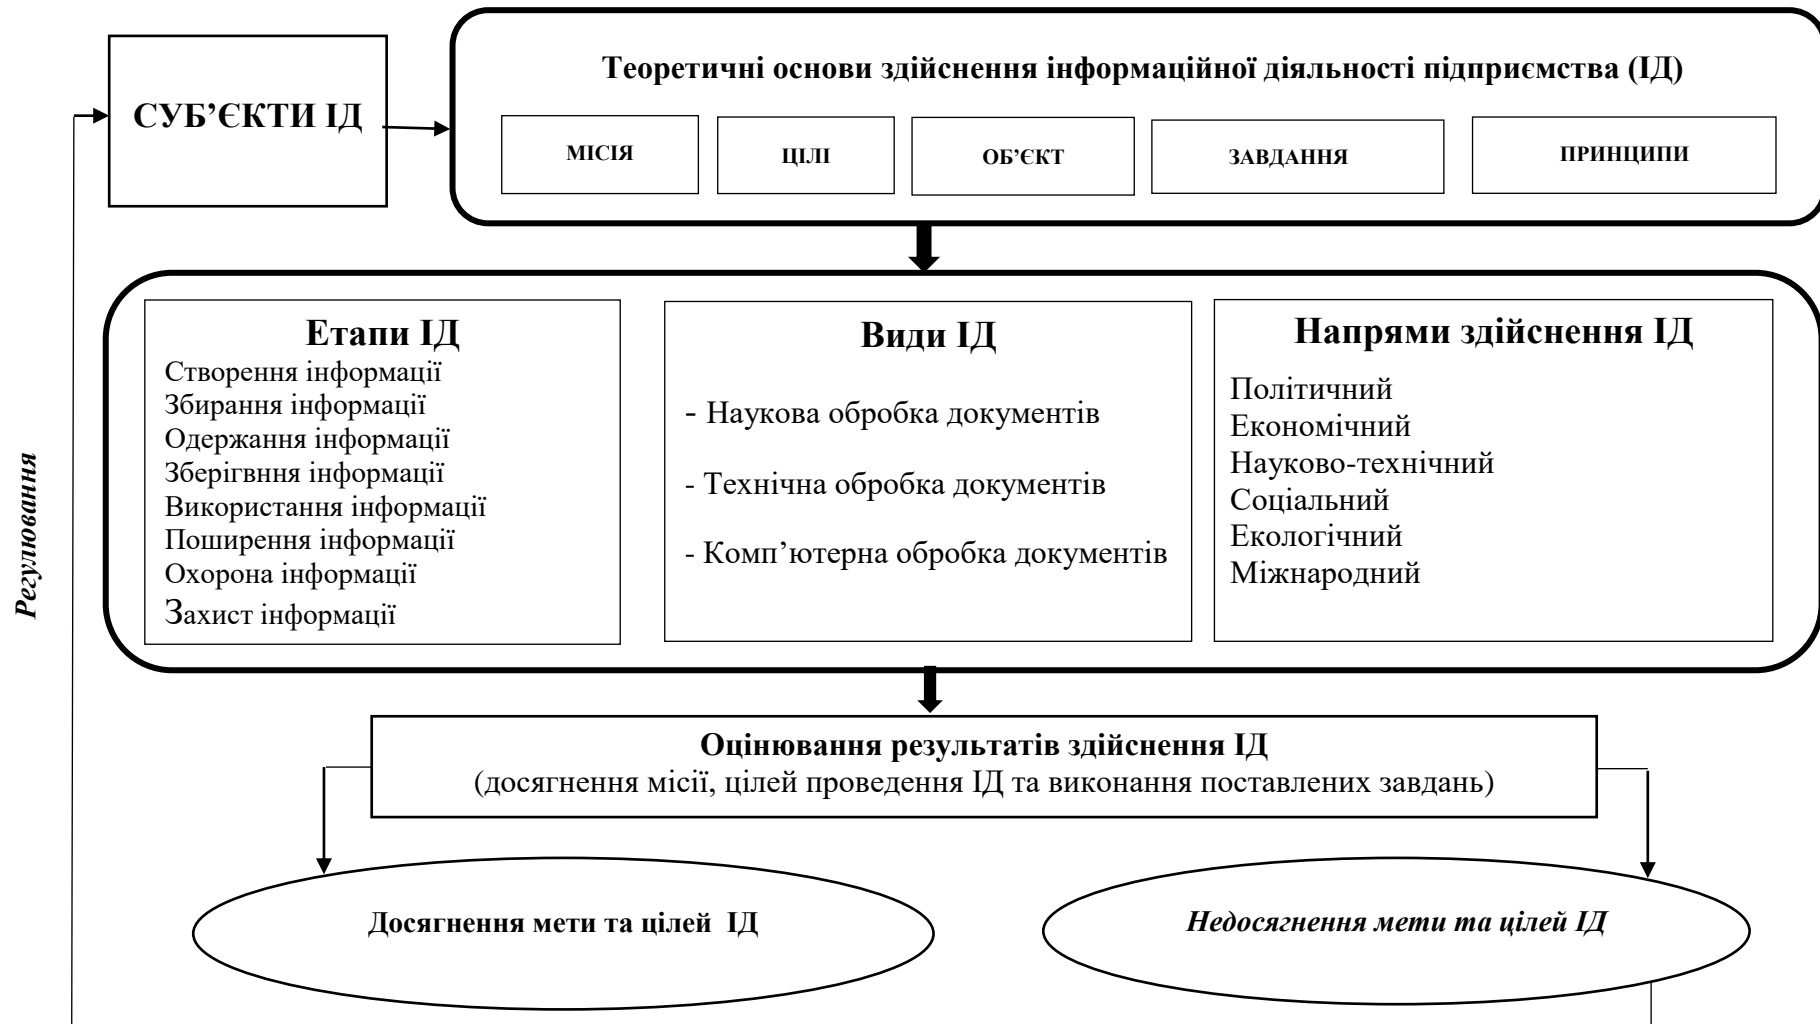 Теоретичні основи здійснення інформаційної діяльності підприємства (ІД)
СУБ’ЄКТИ ІД
МІСІЯ
ЦІЛІ
ОБ’ЄКТ
ЗАВДАННЯ
ПРИНЦИПИ
Етапи ІД
Створення інформації
Збирання інформації
Одержання інформації
Зберігвння інформації
Використання інформації
Поширення інформації
Охорона інформації
Захист інформації
Види ІД
- Наукова обробка документів
- Технічна обробка документів
- Комп’ютерна обробка документів
Напрями здійснення ІД
Політичний
Економічний
Науково-технічний
Соціальний
Екологічний
Міжнародний
Регулювання
Оцінювання результатів здійснення ІД
(досягнення місії, цілей проведення ІД та виконання поставлених завдань)
Досягнення мети та цілей ІД
Недосягнення мети та цілей ІД